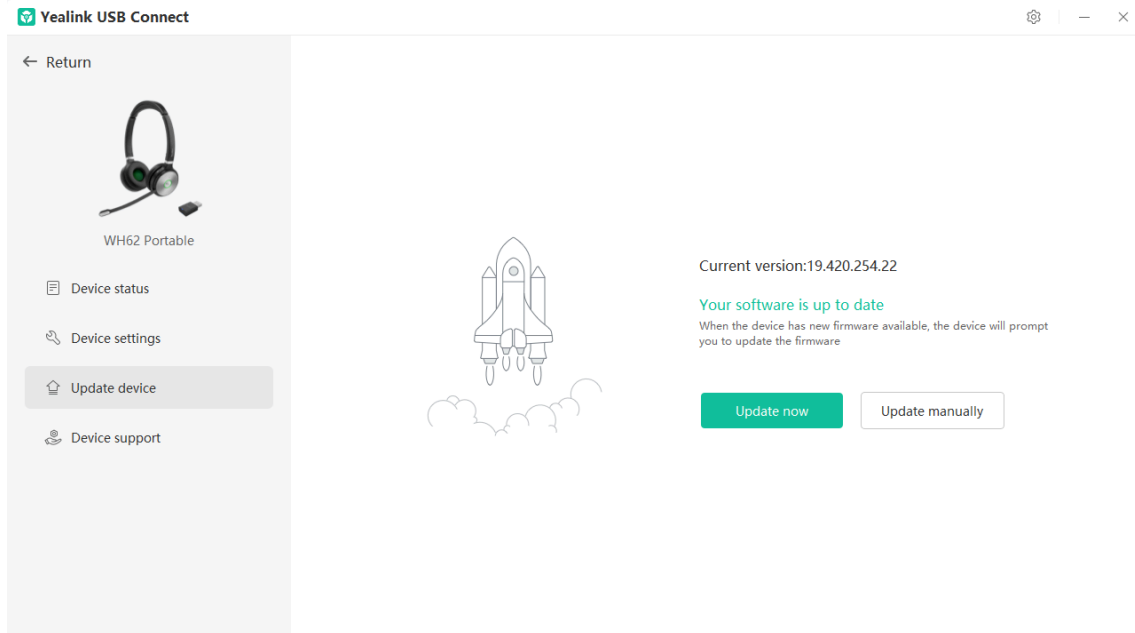 Yealink USB Connect
Return
WH62 Portable
Device status
Device settings
Update device
Device support
Current version:19.420.254.22
Your software is up to date
When the device has new firmware available, the device will prompt
you to update the firmware
Update now
Update manually